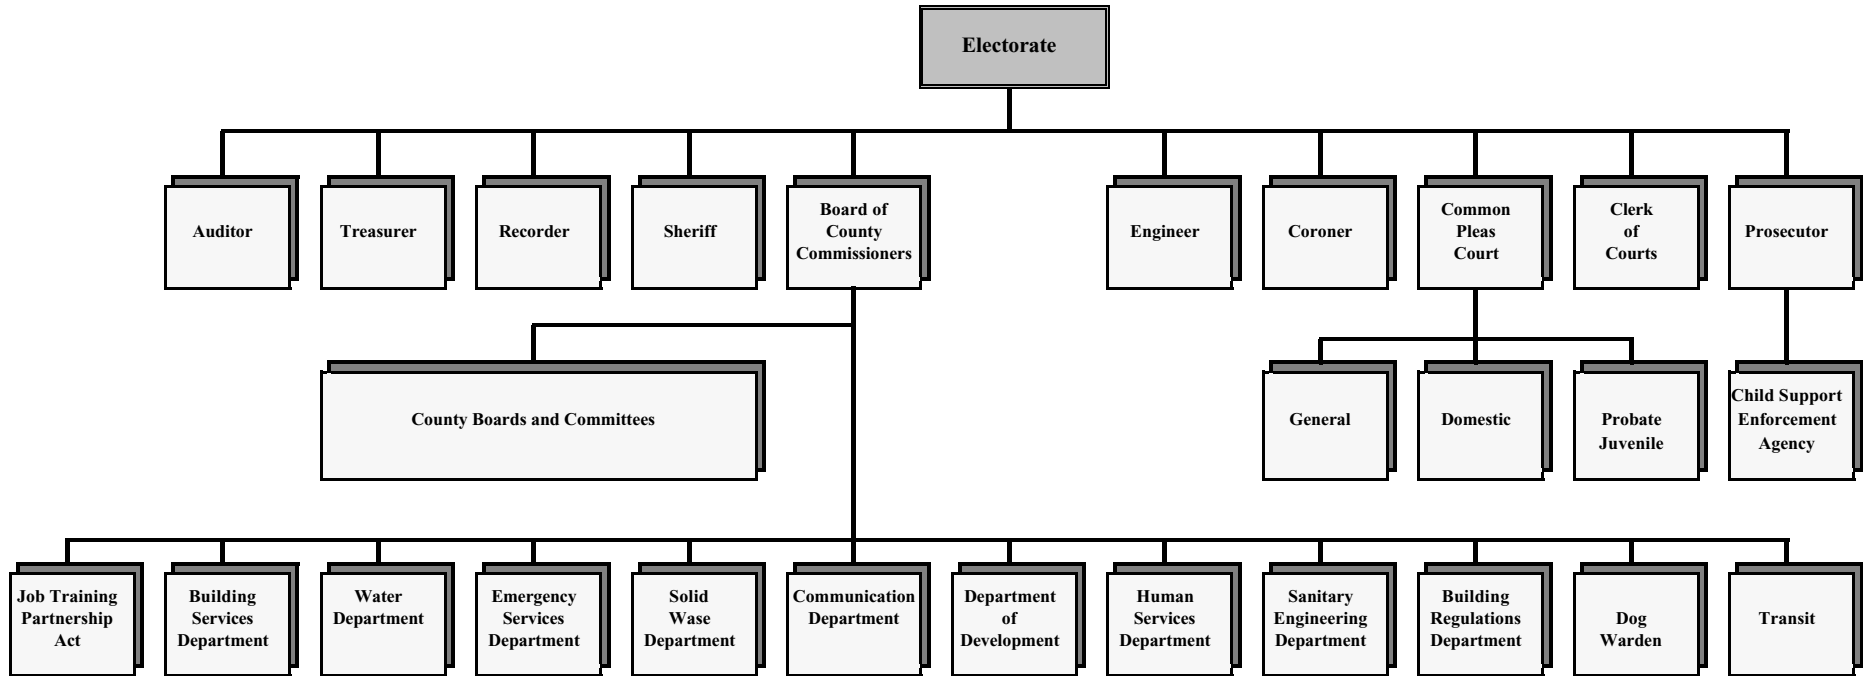 Electorate
Auditor
Treasurer
Recorder
Sheriff
Board of
County
Commissioners
Engineer
Coroner
Common
Pleas
Court
Clerk
of
Courts
Prosecutor
County Boards and Committees
General
Domestic
Probate
Juvenile
Child Support
Enforcement
Agency
Job Training
Partnership
Act
Building
Services
Department
Water
Department
Emergency
Services
Department
Solid
Wase
Department
Communication
Department
Department
of
Development
Human
Services
Department
Sanitary
Engineering
Department
Building
Regulations
Department
Dog
Warden
Transit